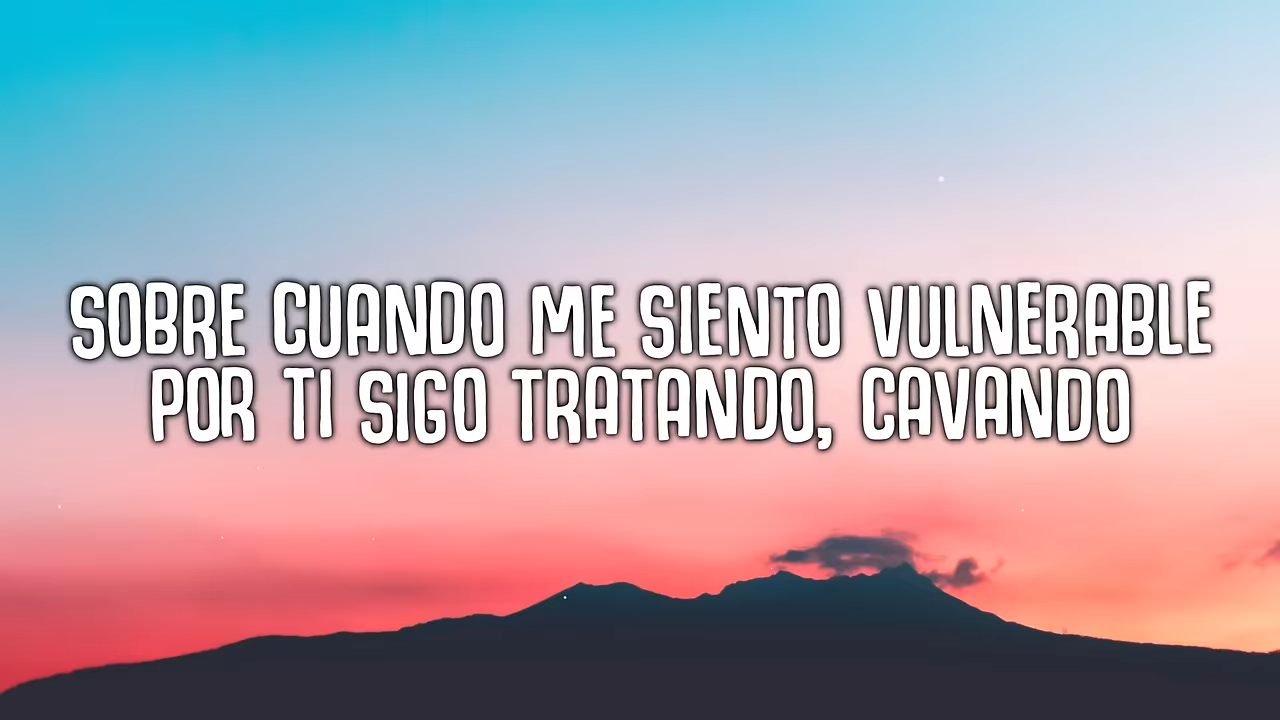 SOBRE CUANDO ME SIENTO VULNERABLE
POR TI SIGO TRATANDO, CAVANDO